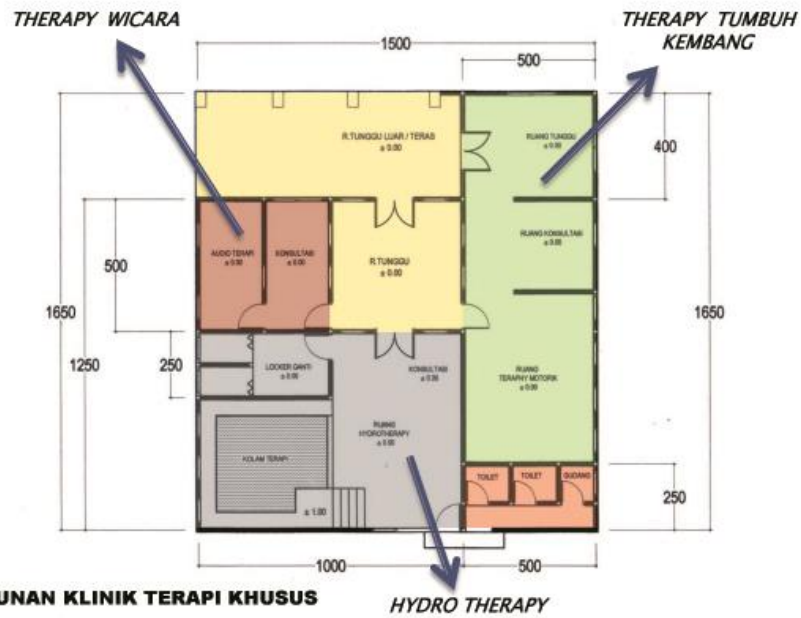 THERAPY WICARA
THERAPY TUMBUH
KEMBANG
1500
500
R.TUNGGU LUAR / TERAS
± 0.00
RUANG TUNGGU
± 0.00
400
AUDIO TERAPI
± 0.00
KONSULTASI
± 0.00
R.TUNGGU
± 0.00
RUANG KONSULTASI
± 0.00
500
1650
1250
250
1650
LOCKER GANTI
± 0.00
KONSULTASI
± 0.00
RUANG
TERAPHY MOTORIK
± 0.00
RUANG
HYDROTHERAPY
± 0.00
KOLAM TERAPI
± 1.00
TOILET
TOILET
GUDANG
250
1000
500
UNAN KLINIK TERAPI KHUSUS
HYDRO THERAPY